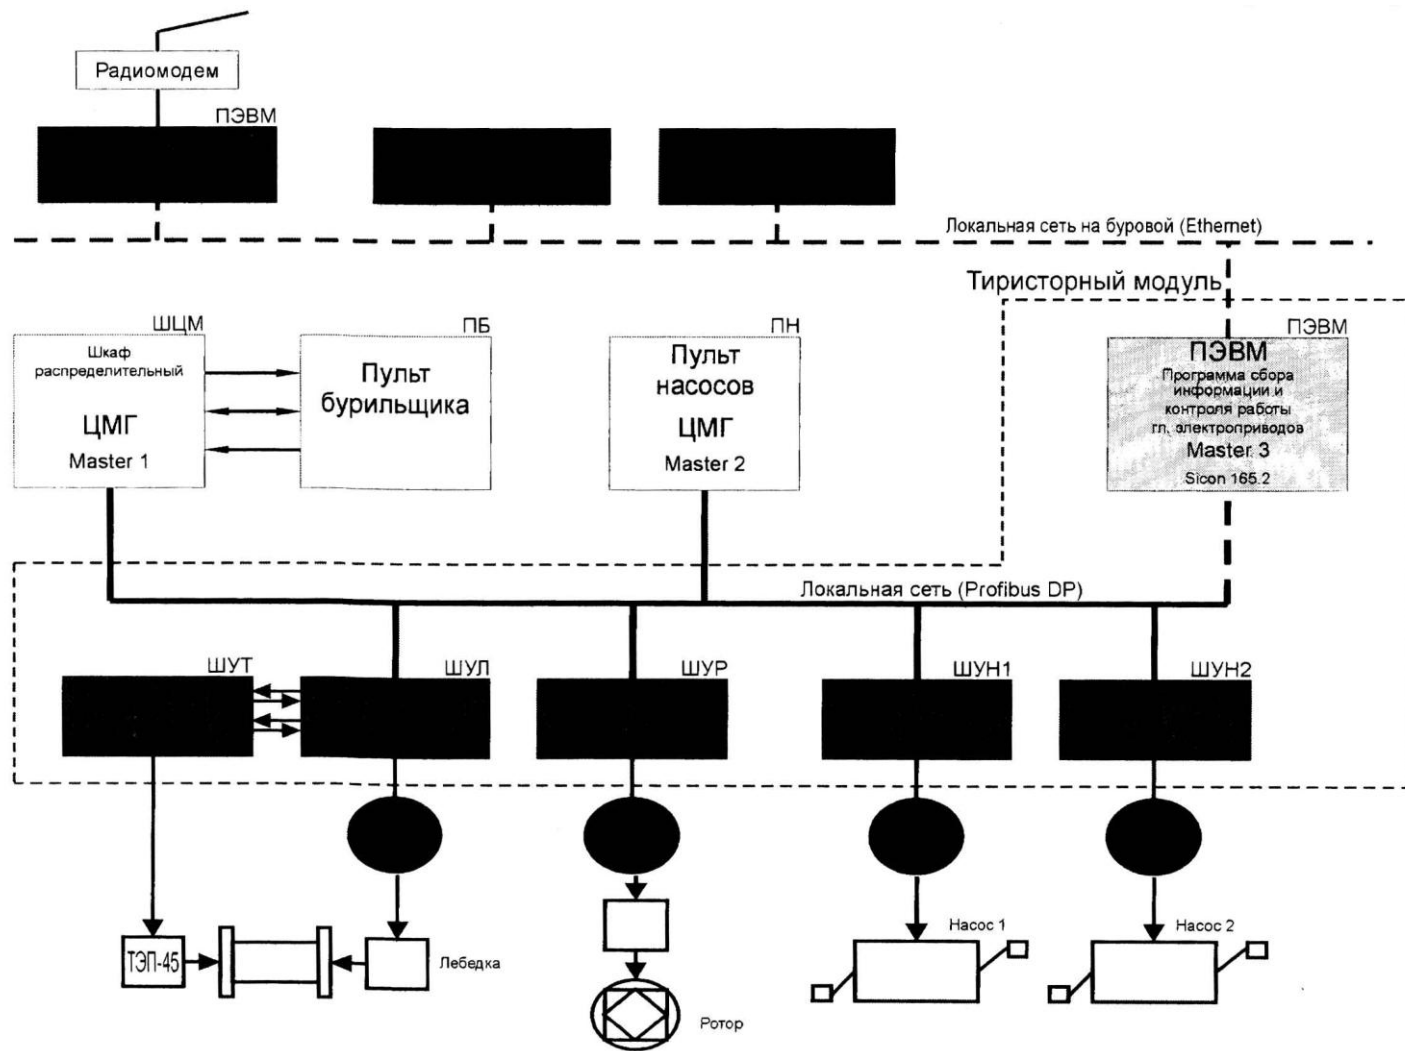 Радиомодем
ПЭВМ
Локальная сеть на буровой (Ethernet)
Тиристорный модуль
ШЦМ
ПБ
ПН
ПЭВМ
Шкаф
распределительный
ЦМГ
Master 1
Пульт
бурильщика
Пульт
насосов
ЦМГ
Master 2
ПЭВМ
Программа сбора
информации и
контроля работы
гл. электроприводов
Master 3
Sicon 165.2
Локальная сеть (Profibus DP)
ШУТ
ШУЛ
ШУР
ШУН1
ШУН2
ТЭП-45
Лебедка
Ротор
Насос 1
Насос 2